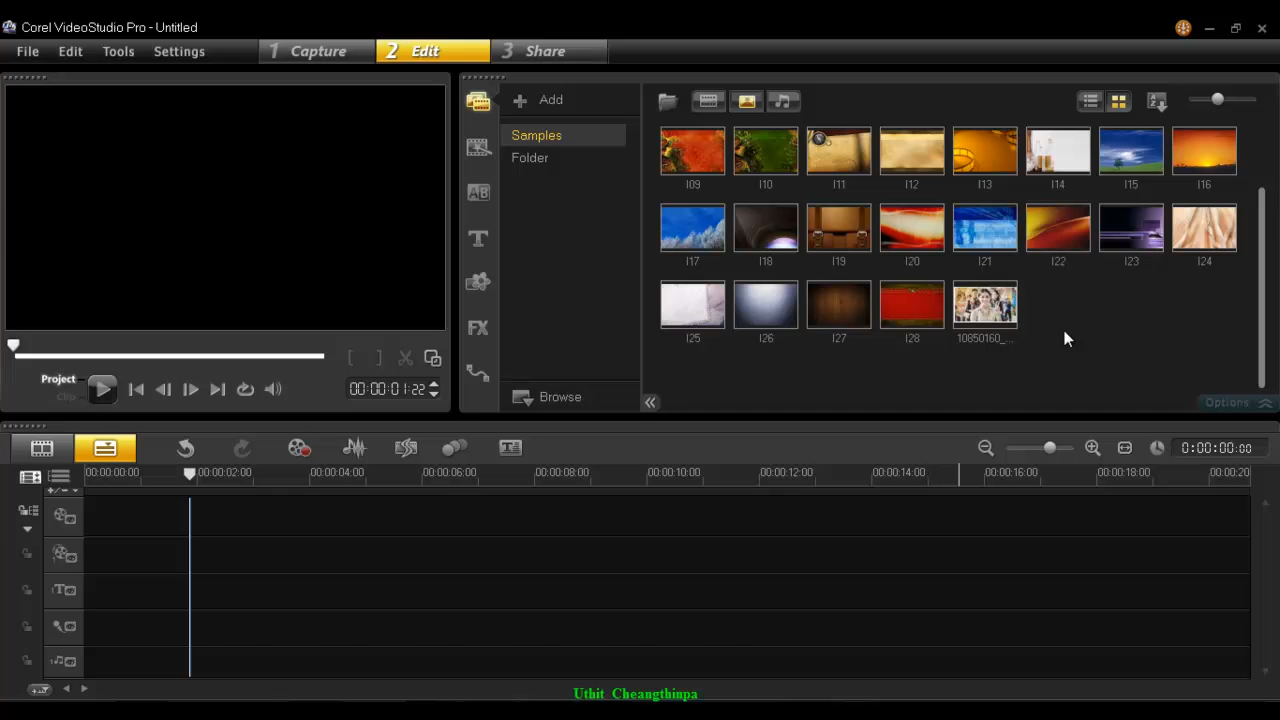 Corel VideoStudio Pro - Untitled
File Edit Tools Settings
1 Capture 2 Edit 3 Share
Add
Samples
Folder
I09 I10 I11 I12 I13 I14 I15 I16
I17 I18 I19 I20 I21 I22 I23 I24
I25 I26 I27 I28 10850160_...
Project
Clip
00:00:01:22
Browse
Options
0:00:00:00
00:00:00:00 00:00:02:00 00:00:04:00 00:00:06:00 00:00:08:00 00:00:10:00 00:00:12:00 00:00:14:00 00:00:16:00 00:00:18:00 00:00:20
Uthit Cheangthinpa